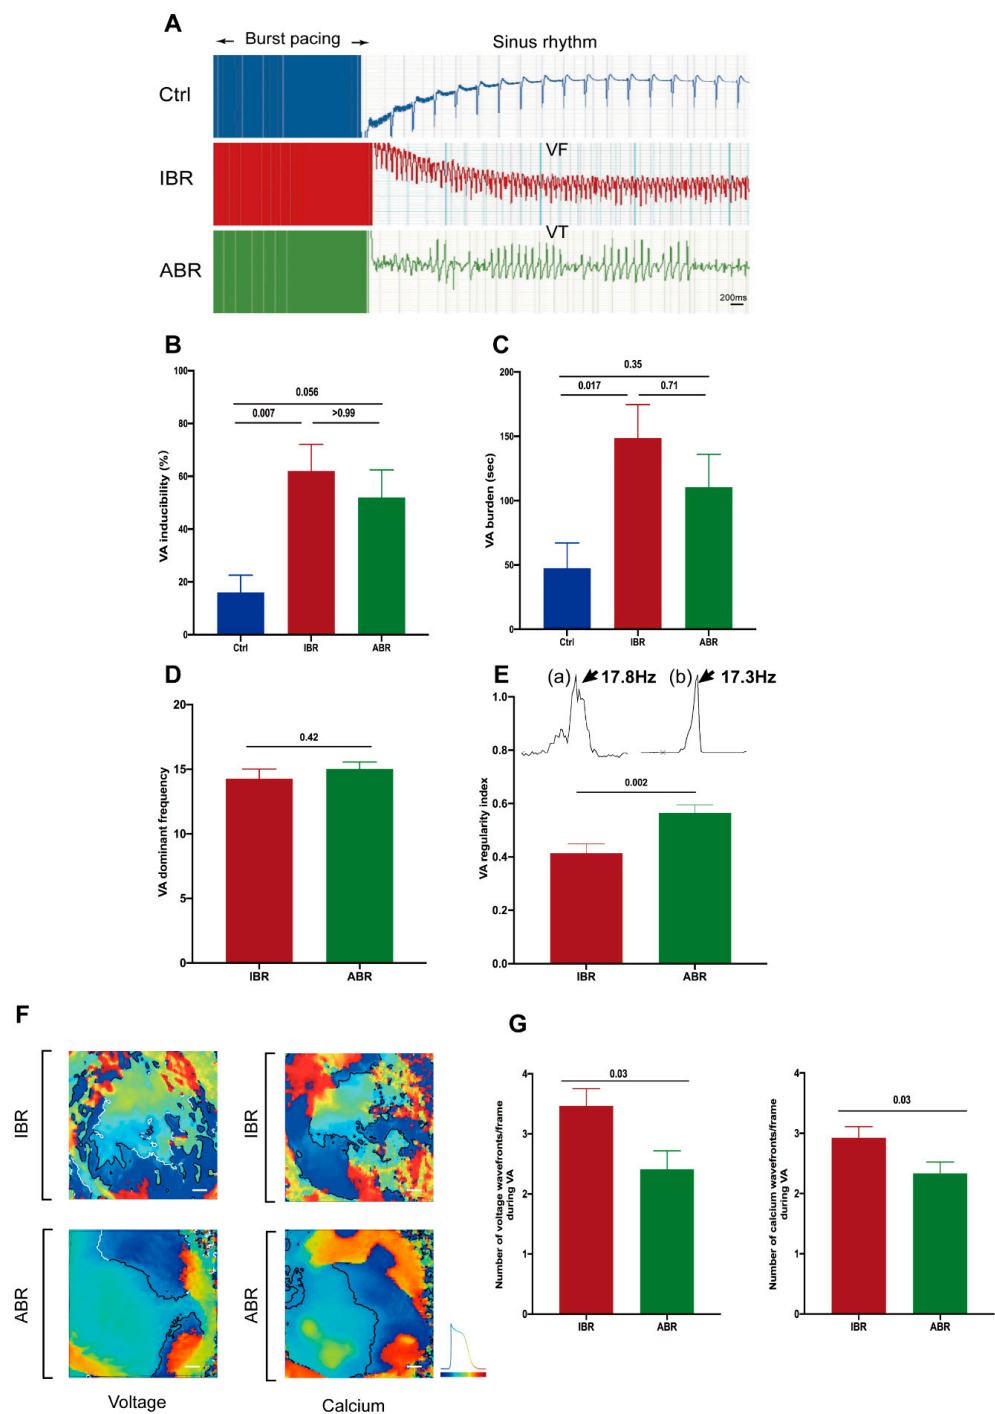 A
Burst pacing
Sinus rhythm
Ctrl
IBR
VF
ABR
VT
200ms
B
VA inducibility (%)
100
80
60
40
20
0
0.056
0.007
>0.99
Ctrl
IBR
ABR
C
VA burden (sec)
200
150
100
50
0
0.35
0.017
0.71
Ctrl
IBR
ABR
D
VA dominant frequency
20
15
10
5
0
0.42
IBR
ABR
E
(a)
17.8Hz
(b)
17.3Hz
VA regularity index
1.0
0.8
0.6
0.4
0.2
0.0
0.002
IBR
ABR
F
IBR
IBR
ABR
ABR
Voltage
Calcium
G
Number of voltage wavefronts/frame
during VA
4
3
2
1
0
0.03
IBR
ABR
Number of calcium wavefronts/frame
during VA
4
3
2
1
0
0.03
IBR
ABR